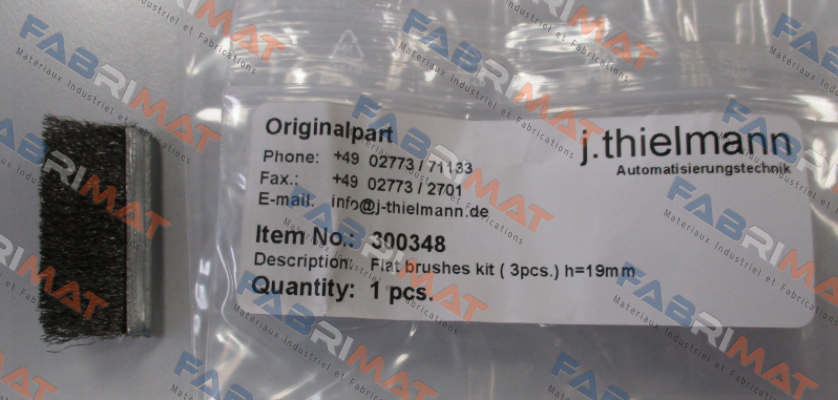 Originalpart
j.thielmann
Automatisierungstechnik
Phone: +49 02773 / 71133
Fax.: +49 02773 / 2701
E-mail. info@j-thielmann.de
Item No.: 300348
Description: Flat brushes kit ( 3pcs.) h=19mm
Quantity: 1 pcs.
FABRIMAT
Materiaux Industriel et Fabrications